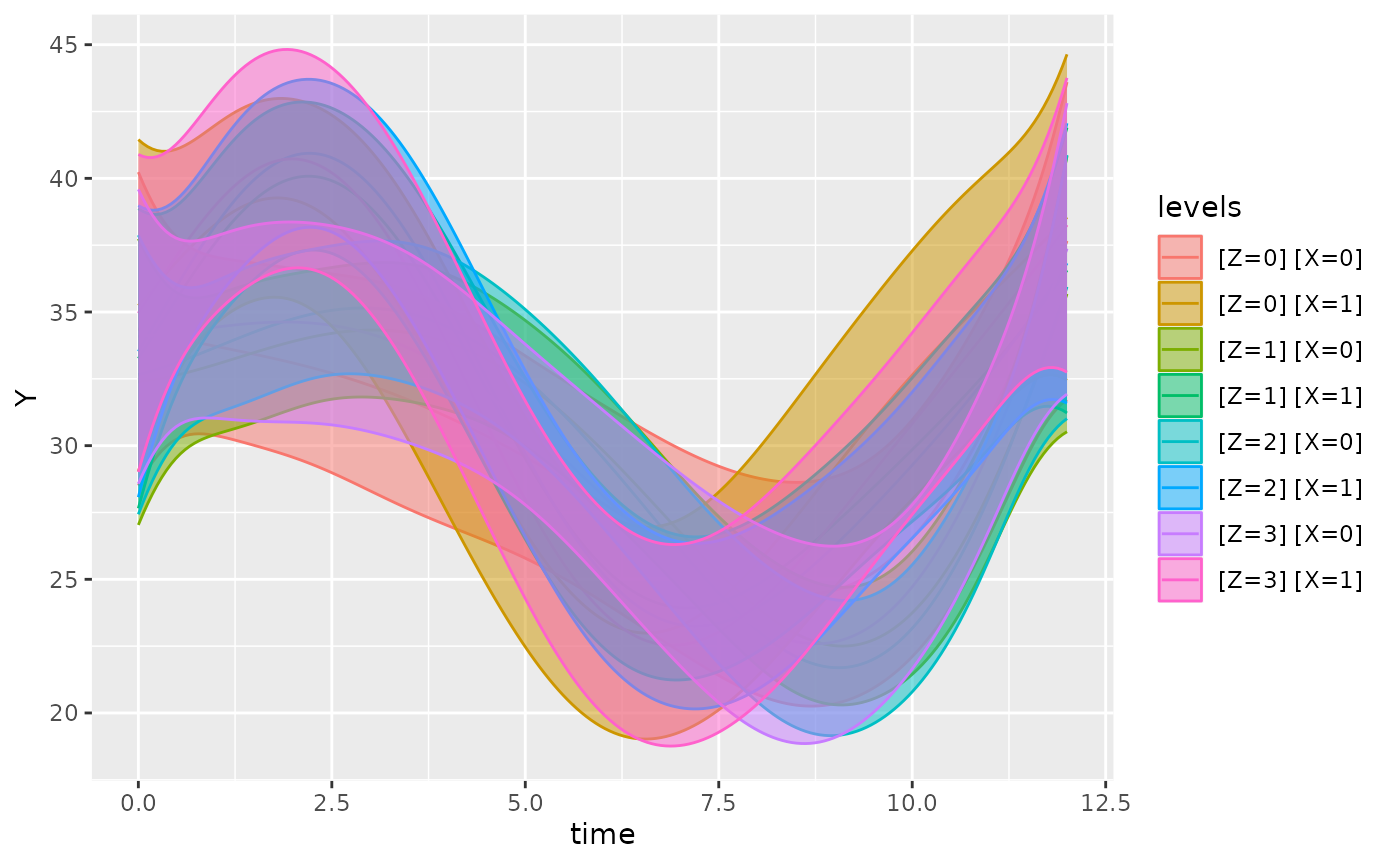 45
40
35
30
25
20
Y
0.0 2.5 5.0 7.5 10.0 12.5
time
levels
[Z=0] [X=0]
[Z=0] [X=1]
[Z=1] [X=0]
[Z=1] [X=1]
[Z=2] [X=0]
[Z=2] [X=1]
[Z=3] [X=0]
[Z=3] [X=1]